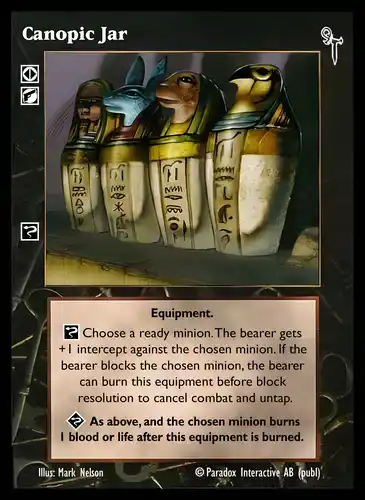 Canopic Jar
Equipment.
Choose a ready minion. The bearer gets
+1 intercept against the chosen minion. If the
bearer blocks the chosen minion, the bearer
can burn this equipment before block
resolution to cancel combat and untap.
As above, and the chosen minion burns
1 blood or life after this equipment is burned.
Illus: Mark Nelson © Paradox Interactive AB (publ)